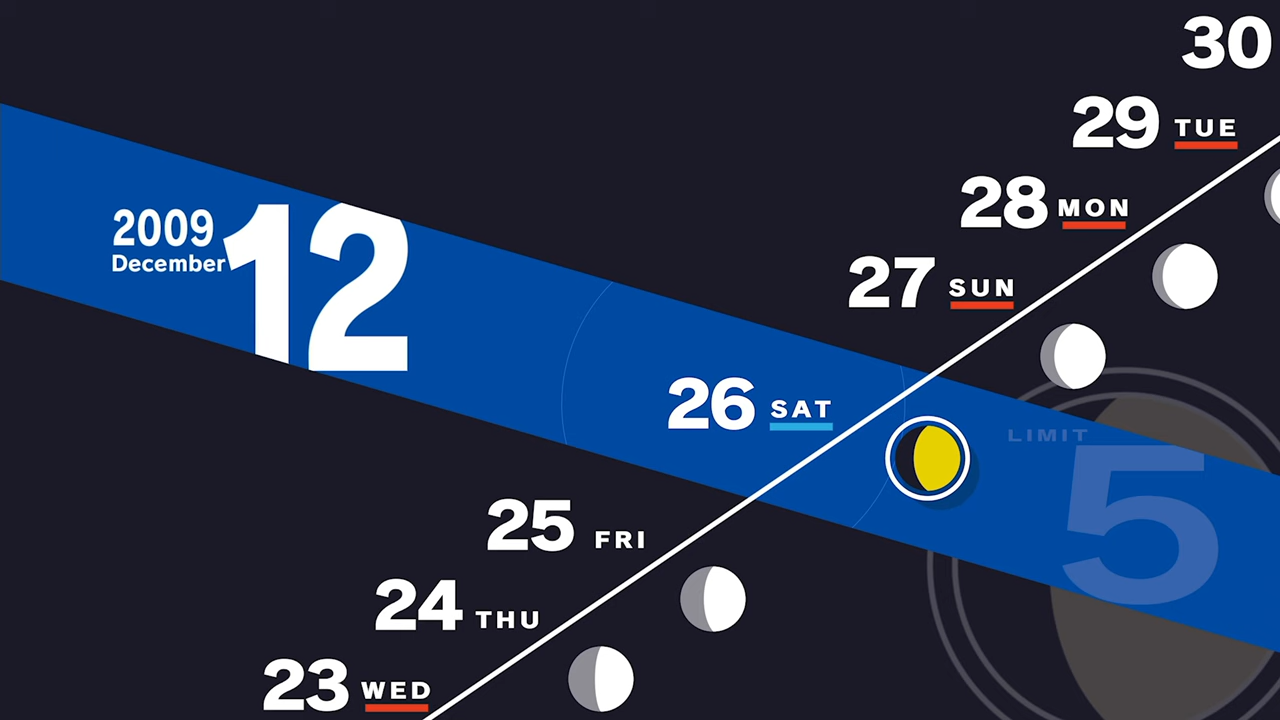 30
29 TUE
28 MON
2009
December
12
27 SUN
26 SAT
LIMIT
5
25 FRI
24 THU
23 WED